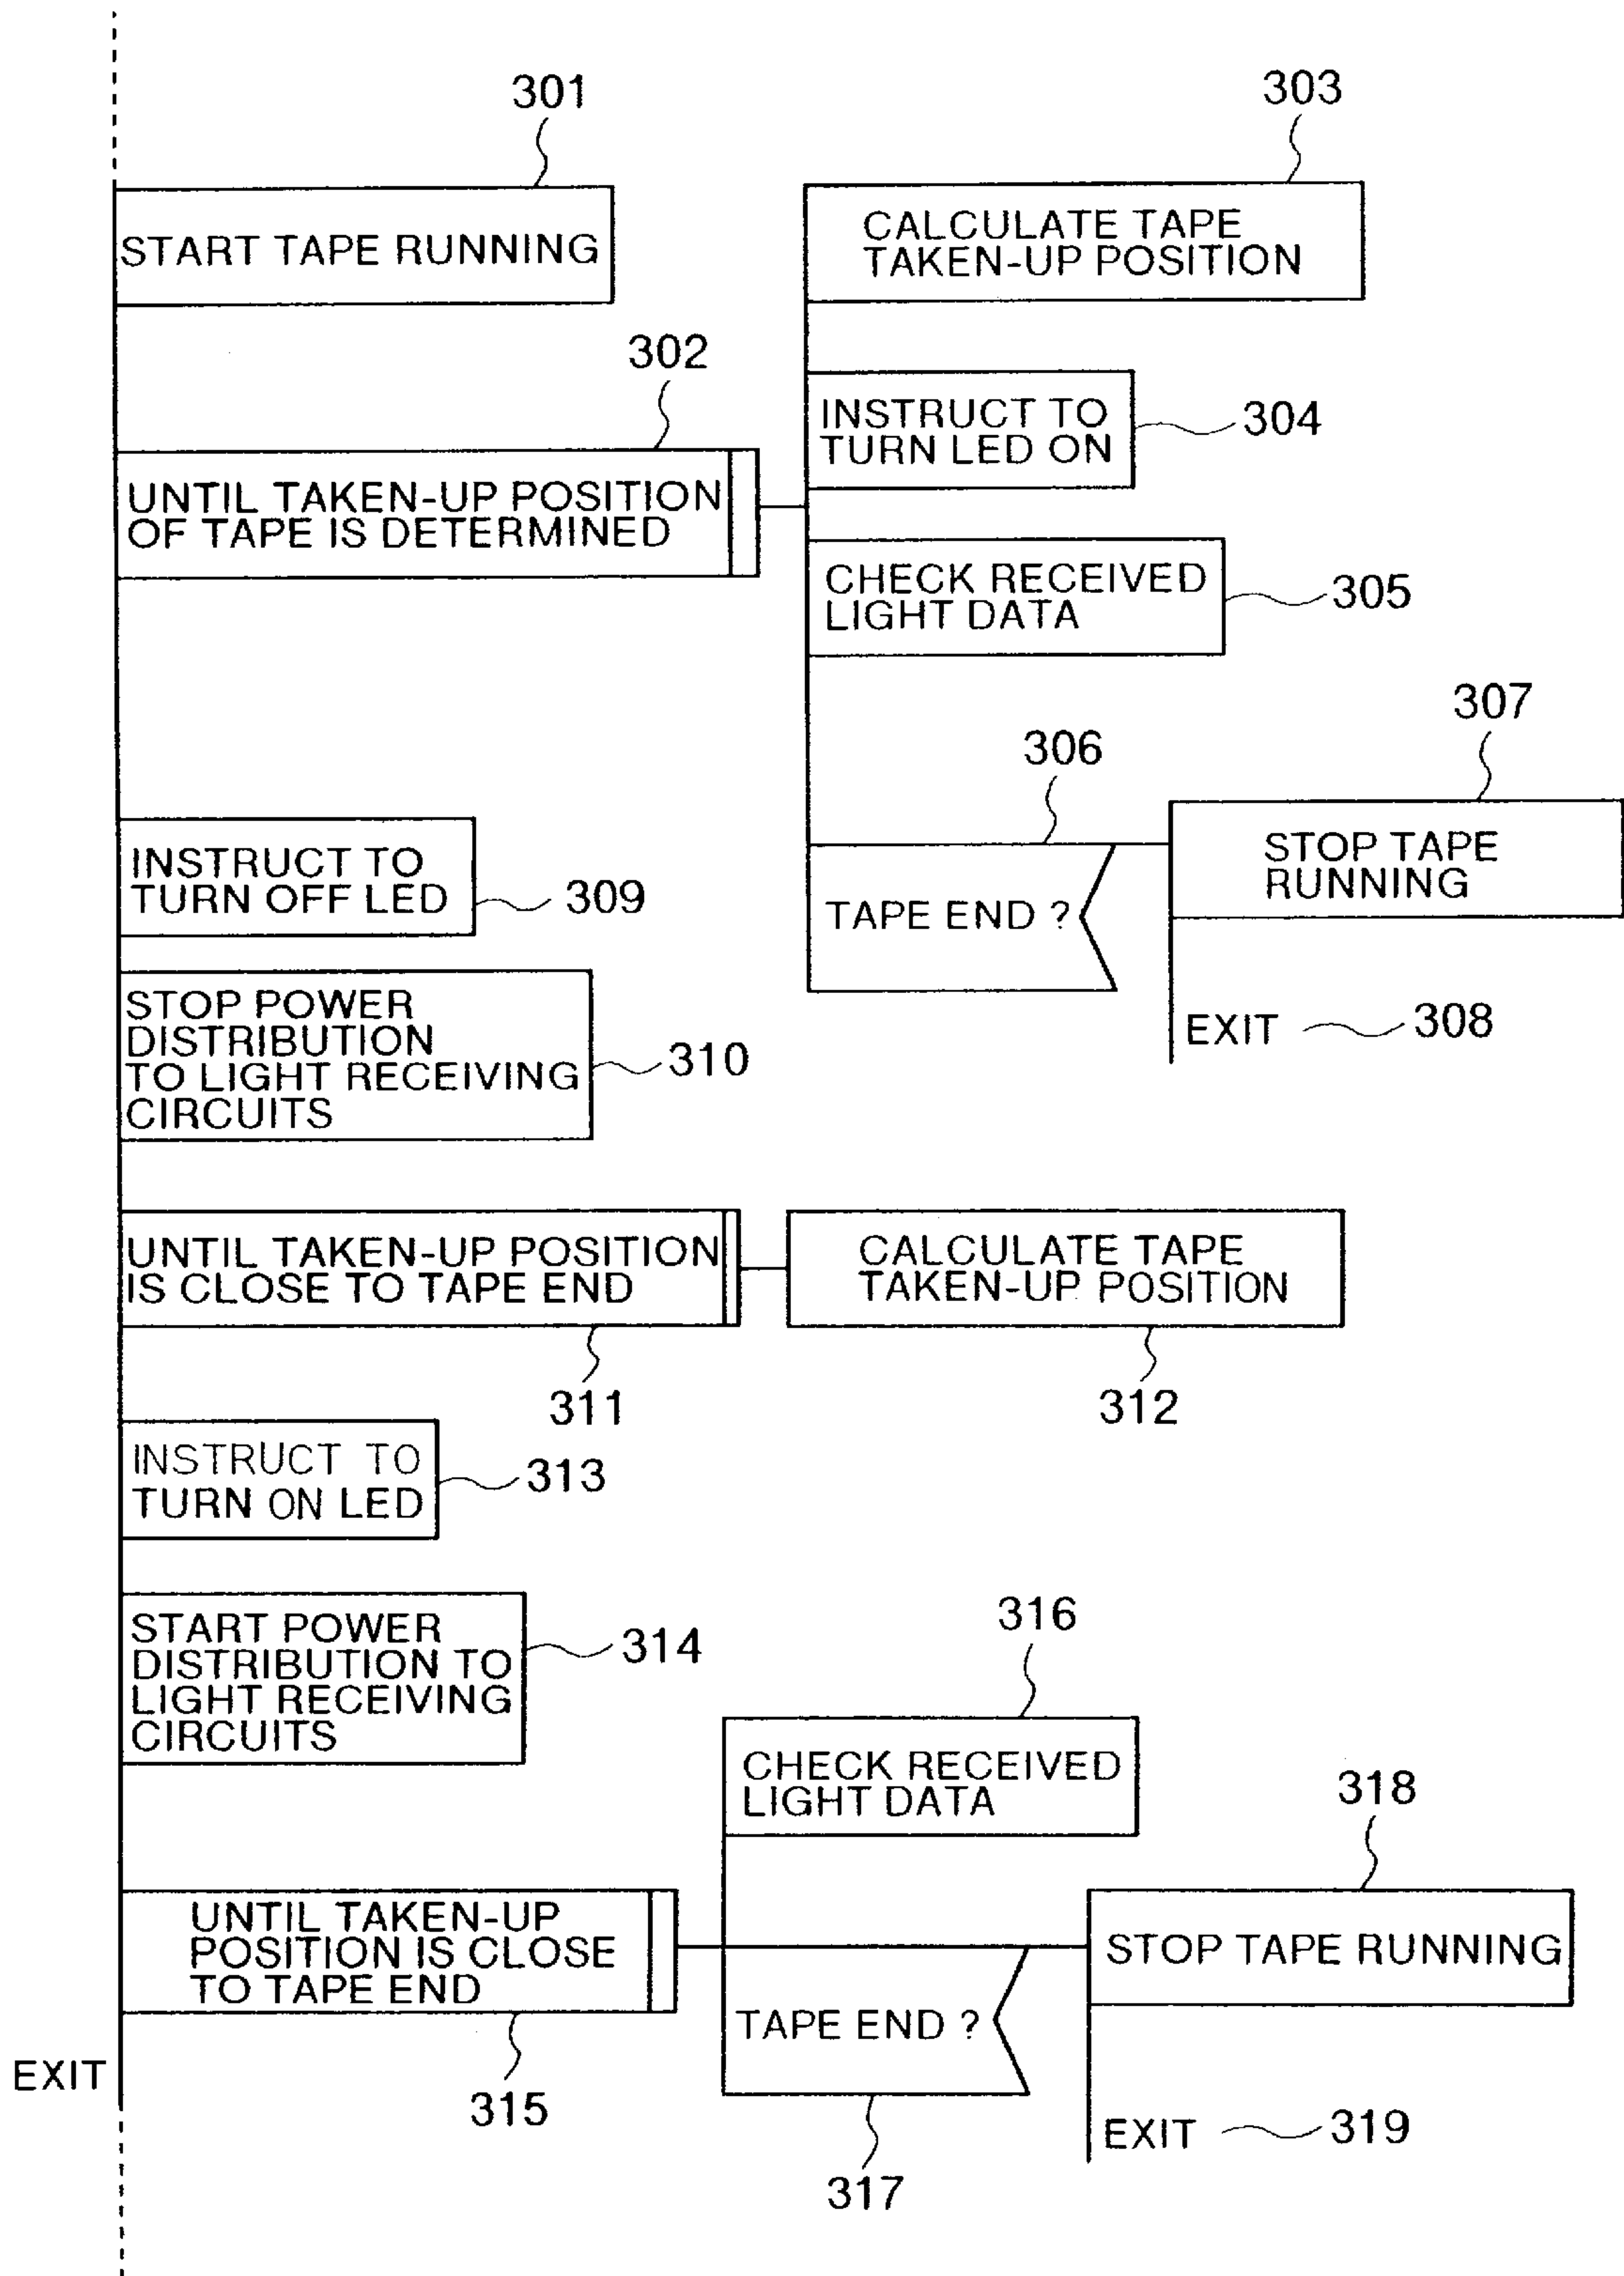 301
START TAPE RUNNING
302
UNTIL TAKEN-UP POSITION
OF TAPE IS DETERMINED
303
CALCULATE TAPE
TAKEN-UP POSITION
INSTRUCT TO
TURN LED ON
304
CHECK RECEIVED
LIGHT DATA
305
306
TAPE END ?
307
STOP TAPE
RUNNING
EXIT
308
INSTRUCT TO
TURN OFF LED
309
STOP POWER
DISTRIBUTION
TO LIGHT RECEIVING
CIRCUITS
310
UNTIL TAKEN-UP POSITION
IS CLOSE TO TAPE END
311
CALCULATE TAPE
TAKEN-UP POSITION
312
INSTRUCT TO
TURN ON LED
313
START POWER
DISTRIBUTION TO
LIGHT RECEIVING
CIRCUITS
314
UNTIL TAKEN-UP
POSITION IS CLOSE
TO TAPE END
315
316
CHECK RECEIVED
LIGHT DATA
TAPE END ?
317
318
STOP TAPE RUNNING
EXIT
319
EXIT